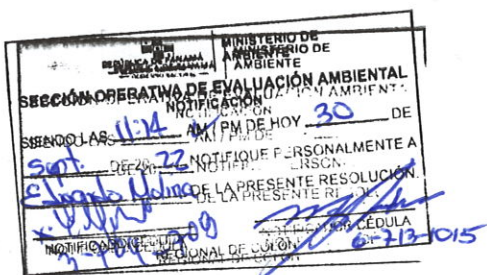 REPÚBLICA DE PANAMÁ
MINISTERIO DE
AMBIENTE
SECCIÓN OPERATIVA DE EVALUACIÓN AMBIENTAL
NOTIFICACIÓN
SIENDO LAS 11:14 AM / PM DE HOY 30 DE
Sept. DE 20 22 NOTIFIQUE PERSONALMENTE A
Molina DE LA PRESENTE RESOLUCIÓN.
NOTIFICADO CÉDULA
REGIONAL DE COLÓN 6-713-1015